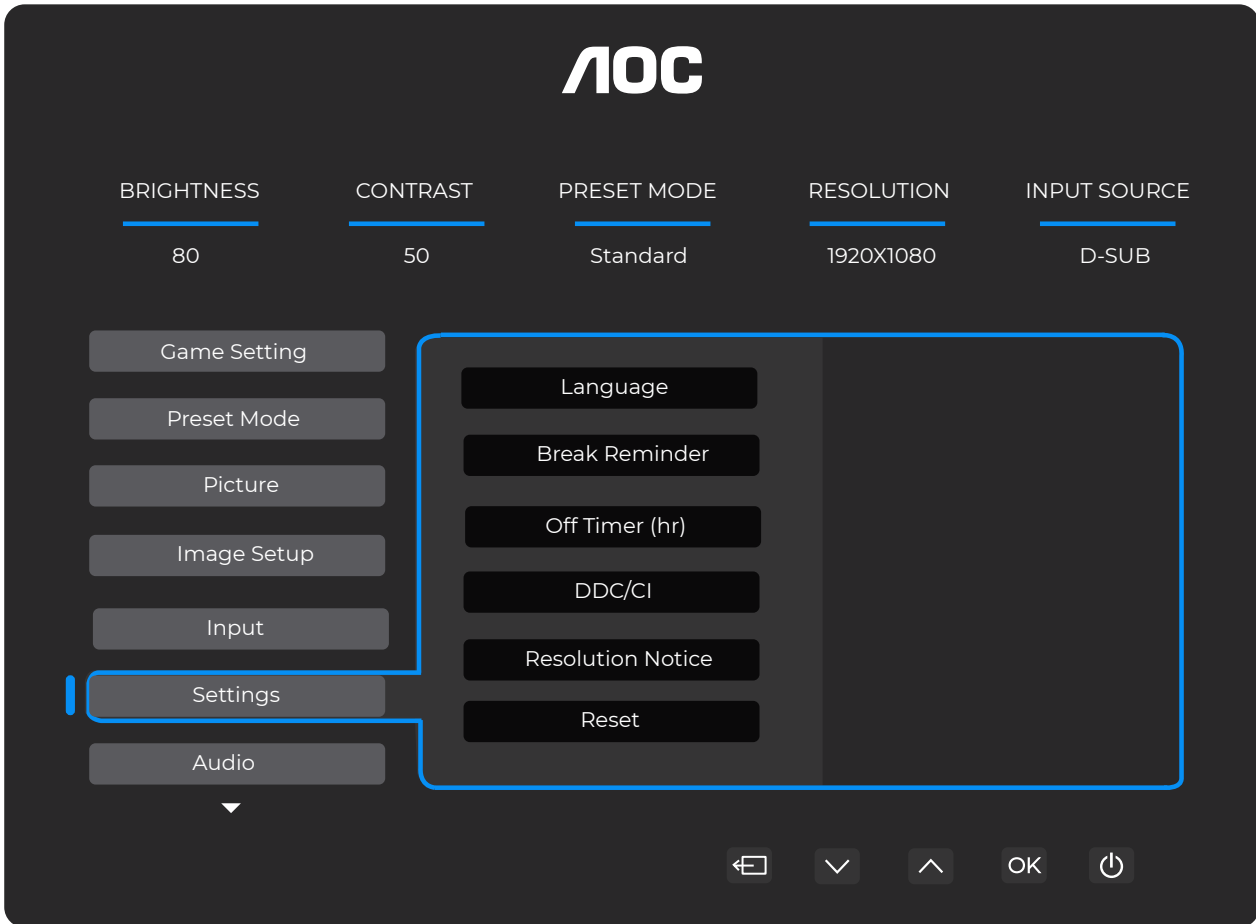 AOC
BRIGHTNESS CONTRAST PRESET MODE RESOLUTION INPUT SOURCE
80 50 Standard 1920X1080 D-SUB
Game Setting
Preset Mode
Picture
Image Setup
Input
Settings
Audio
Language
Break Reminder
Off Timer (hr)
DDC/CI
Resolution Notice
Reset
OK